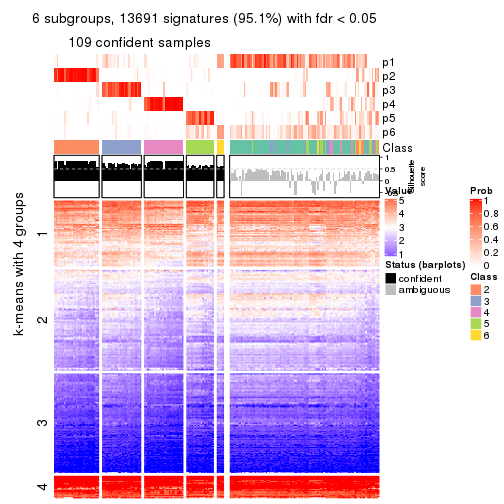 6 subgroups, 13691 signatures (95.1%) with fdr < 0.05
109 confident samples
p1
p2
p3
p4
p5
p6
Class
1
0.5
0
-0.5
Silhouette
score
k-means with 4 groups
1
2
3
4
Value
5
4
3
2
1
Status (barplots)
confident
ambiguous
Prob
1
0.8
0.6
0.4
0.2
0
Class
2
3
4
5
6